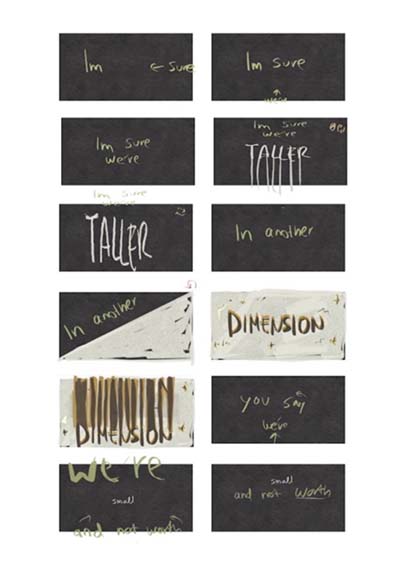 Im ← sure
Im sure
↑
we're
Im sure
we're
Im sure
we're
TALLER
Im sure
TALLER
In another
In another
DIMENSION
DIMENSION
you say
we're
↑
we're
small
and not worth
small
and not worth